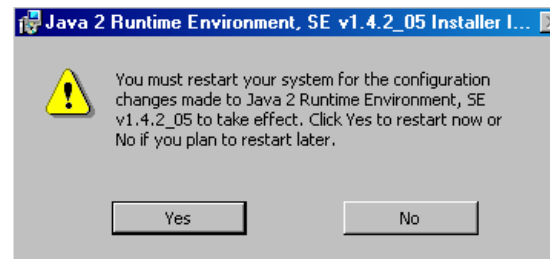 Java 2 Runtime Environment, SE v1.4.2_05 Installer I...
You must restart your system for the configuration
changes made to Java 2 Runtime Environment, SE
v1.4.2_05 to take effect. Click Yes to restart now or
No if you plan to restart later.
Yes
No